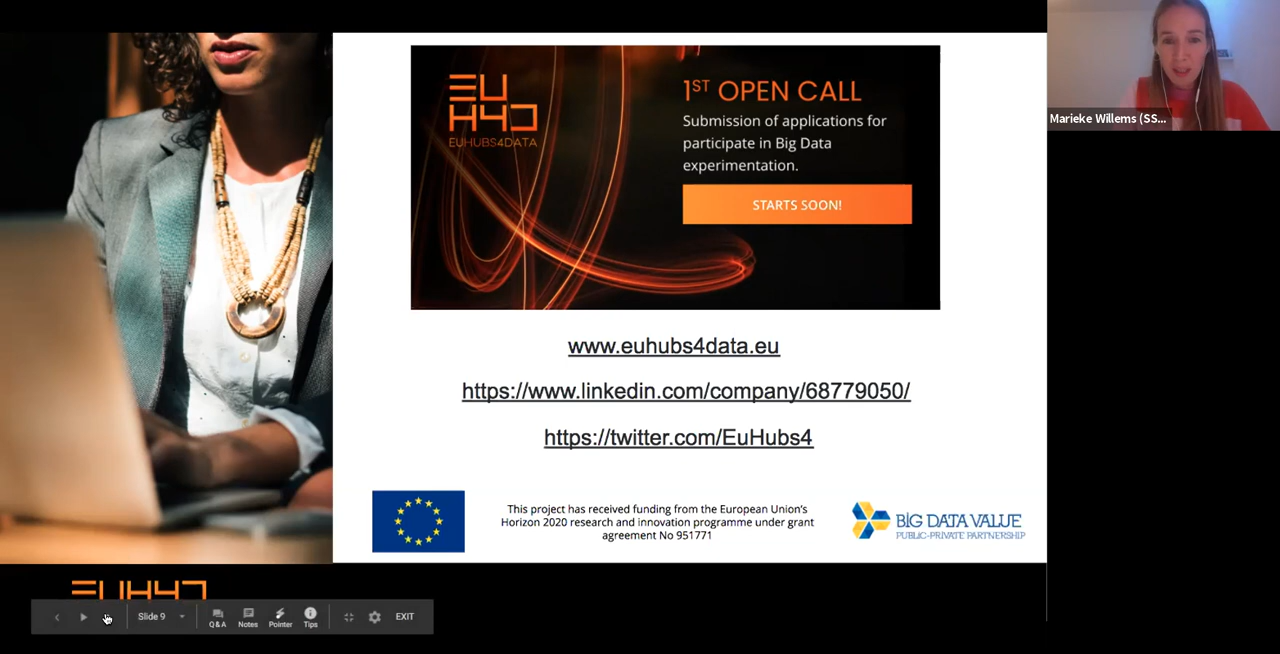 EU
H4D
EUHUBS4DATA
1ST OPEN CALL
Submission of applications for
participate in Big Data
experimentation.
STARTS SOON!
Marieke Willems (SS...
www.euhubs4data.eu
https://www.linkedin.com/company/68779050/
https://twitter.com/EuHubs4
This project has received funding from the European Union's
Horizon 2020 research and innovation programme under grant
agreement No 951771
BIG DATA VALUE
PUBLIC-PRIVATE PARTNERSHIP
EUH4D
Slide 9
Q&A
Notes
Pointer
Tips
EXIT